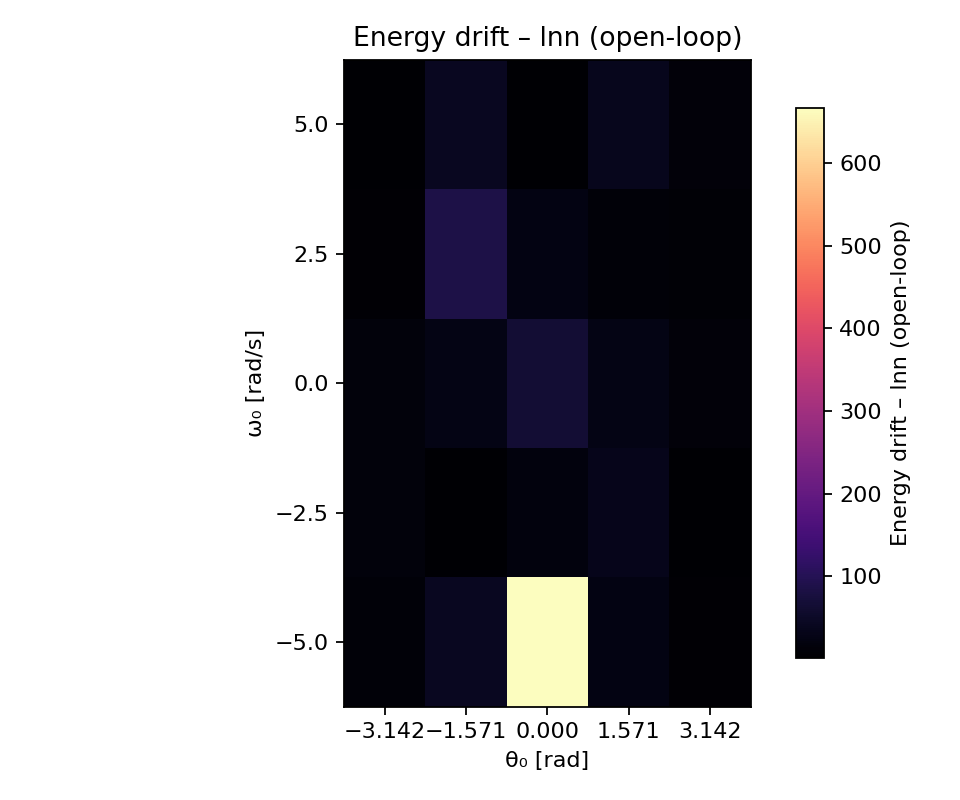 Energy drift – lnn (open-loop)
5.0
2.5
0.0
−2.5
−5.0
ω₀ [rad/s]
−3.142 −1.571 0.000 1.571 3.142
θ₀ [rad]
600
500
400
300
200
100
Energy drift – lnn (open-loop)